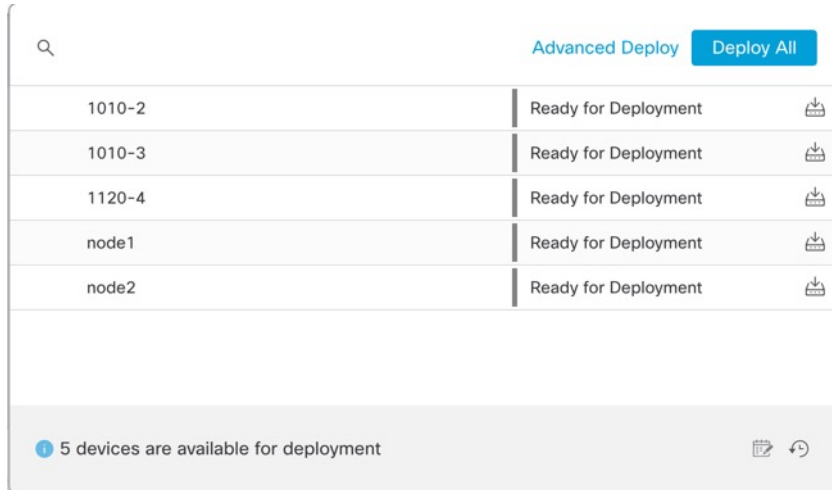 Advanced Deploy Deploy All
1010-2 Ready for Deployment
1010-3 Ready for Deployment
1120-4 Ready for Deployment
node1 Ready for Deployment
node2 Ready for Deployment
5 devices are available for deployment